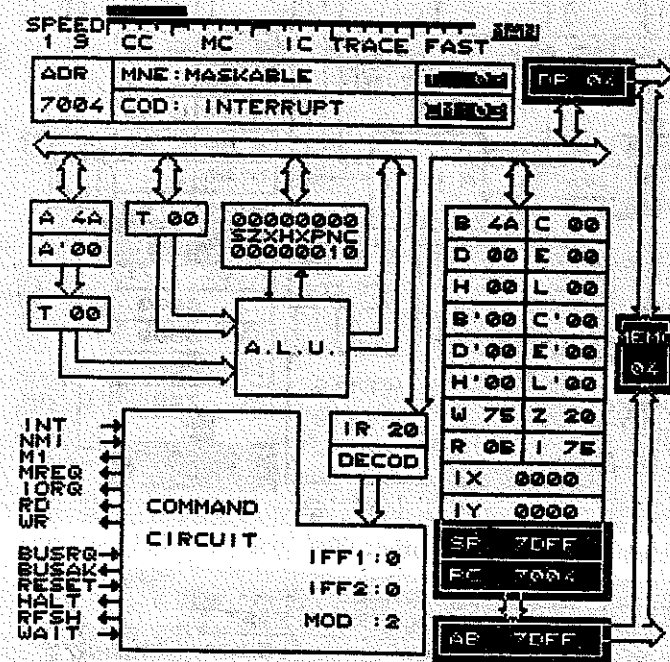 SPEED
1 9 CC MC IC TRACE FAST
ADR MNE:MASKABLE
7004 COD: INTERRUPT
A 4A
A'00
T 00
T 00
00000000
SZXHXPNC
00000010
A.L.U.
B 4A C 00
D 00 E 00
H 00 L 00
B'00 C'00
D'00 E'00
H'00 L'00
W 75 Z 20
R 0B I 75
IX 0000
IY 0000
SP 7DFF
PC 7004
AB 7DFF
MEMO
04
IR 20
DECOD
INT
NMI
M1
MREQ
IORQ
RD
WR
BUSRQ
BUSAK
RESET
HALT
RFSH
WAIT
COMMAND
CIRCUIT
IFF1:0
IFF2:0
MOD :2